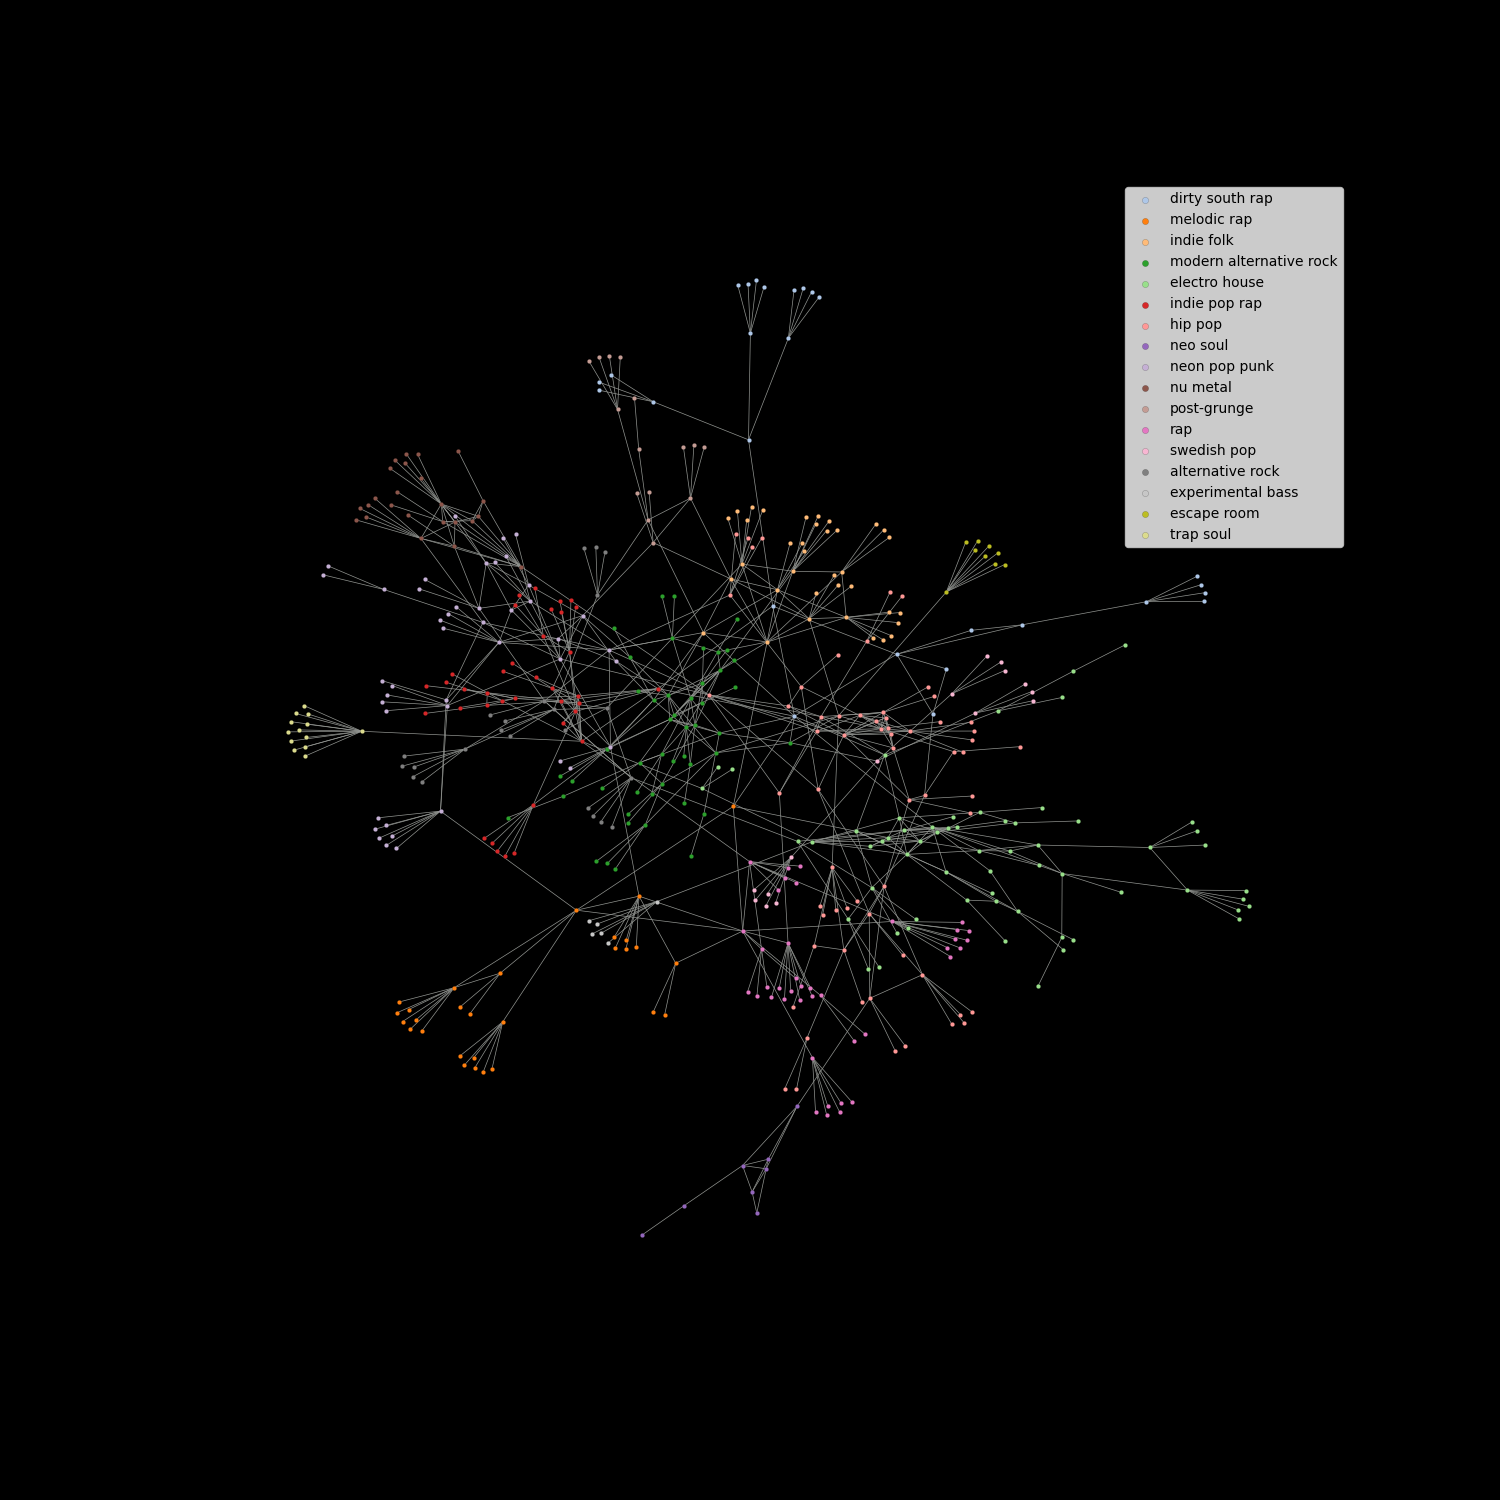 dirty south rap
melodic rap
indie folk
modern alternative rock
electro house
indie pop rap
hip pop
neo soul
neon pop punk
nu metal
post-grunge
rap
swedish pop
alternative rock
experimental bass
escape room
trap soul